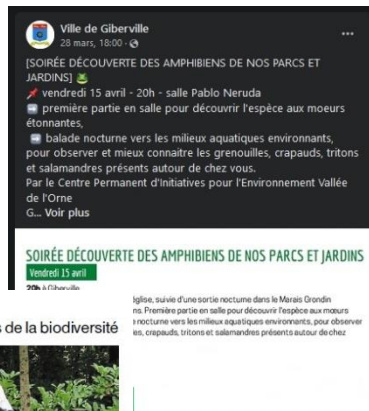 Ville de Giberville
28 mars, 18:00 ·
[SOIRÉE DÉCOUVERTE DES AMPHIBIENS DE NOS PARCS ET
JARDINS]
vendredi 15 avril - 20h - salle Pablo Neruda
première partie en salle pour découvrir l'espèce aux moeurs
étonnantes,
balade nocturne vers les milieux aquatiques environnants,
pour observer et mieux connaitre les grenouilles, crapauds, tritons
et salamandres présents autour de chez vous.
Par le Centre Permanent d'Initiatives pour l'Environnement Vallée
de l'Orne
G... Voir plus
SOIRÉE DÉCOUVERTE DES AMPHIBIENS DE NOS PARCS ET JARDINS
Vendredi 15 avril
20h à Giberville
église, suivie d'une sortie nocturne dans le Marais Grondin
ns. Première partie en salle pour découvrir l'espèce aux mœurs
nocturne vers les milieux aquatiques environnants, pour observer
es, crapauds, tritons et salamandres présents autour de chez
de la biodiversité